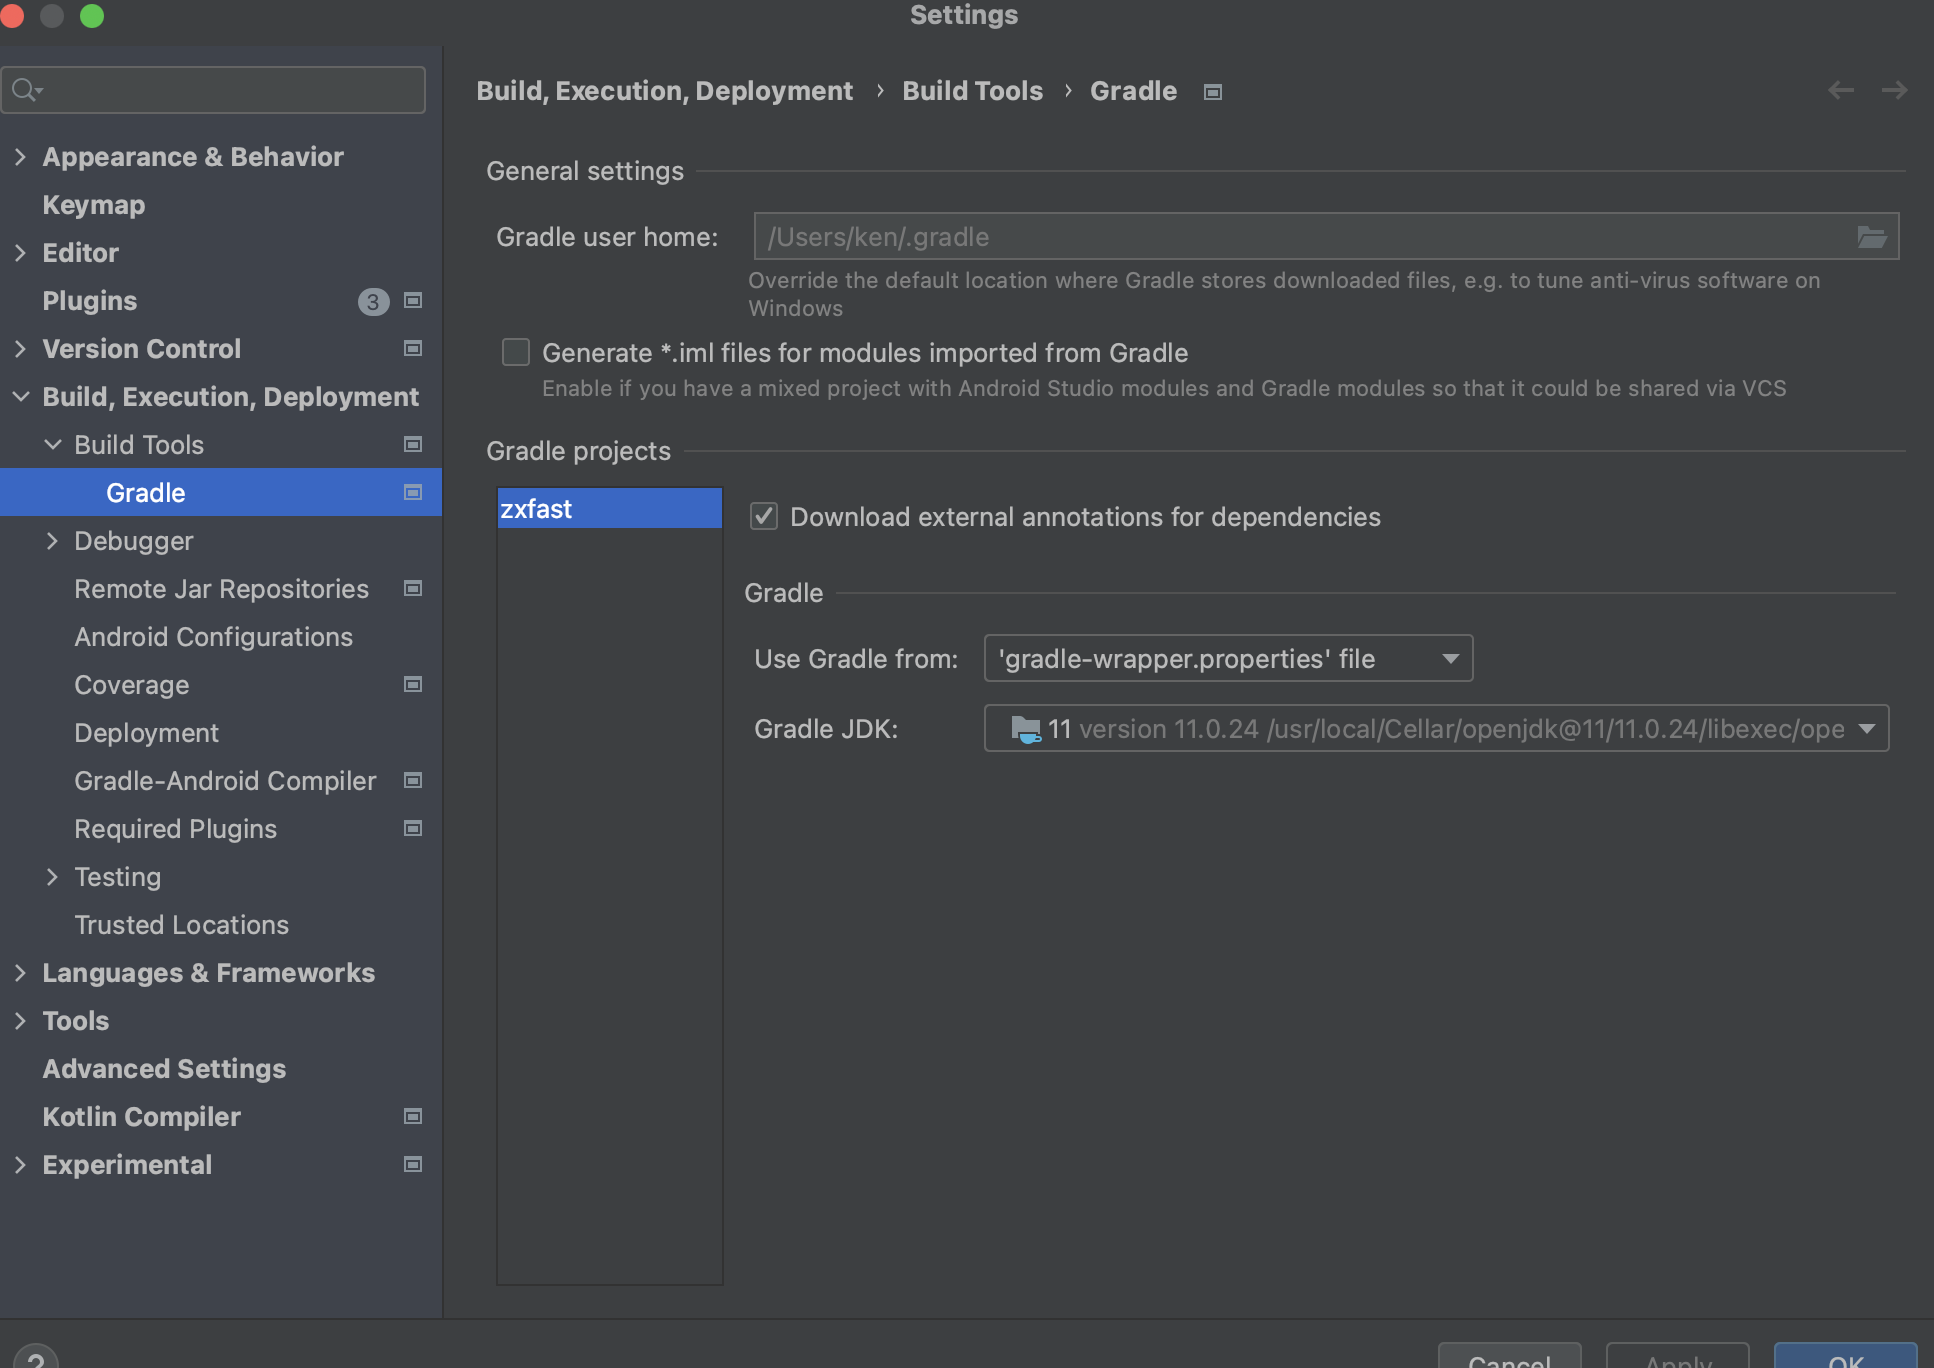 Settings
Build, Execution, Deployment › Build Tools › Gradle
Appearance & Behavior
Keymap
Editor
Plugins 3
Version Control
Build, Execution, Deployment
Build Tools
Gradle
Debugger
Remote Jar Repositories
Android Configurations
Coverage
Deployment
Gradle-Android Compiler
Required Plugins
Testing
Trusted Locations
Languages & Frameworks
Tools
Advanced Settings
Kotlin Compiler
Experimental
General settings
Gradle user home: /Users/ken/.gradle
Override the default location where Gradle stores downloaded files, e.g. to tune anti-virus software on
Windows
Generate *.iml files for modules imported from Gradle
Enable if you have a mixed project with Android Studio modules and Gradle modules so that it could be shared via VCS
Gradle projects
zxfast
Download external annotations for dependencies
Gradle
Use Gradle from: 'gradle-wrapper.properties' file
Gradle JDK: 11 version 11.0.24 /usr/local/Cellar/openjdk@11/11.0.24/libexec/ope
?
Cancel Apply OK